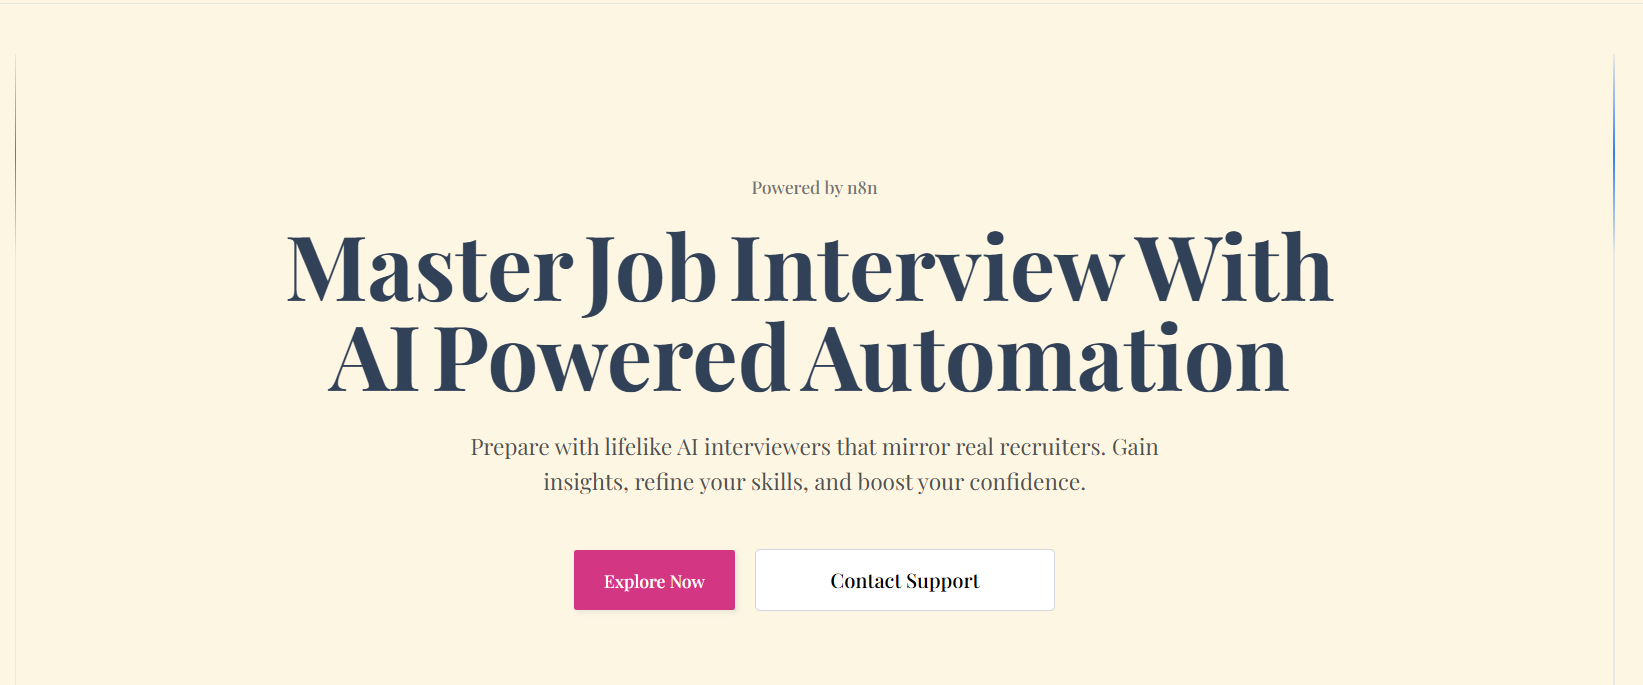 Powered by n8n
Master Job Interview With
AI Powered Automation
Prepare with lifelike AI interviewers that mirror real recruiters. Gain
insights, refine your skills, and boost your confidence.
Explore Now
Contact Support